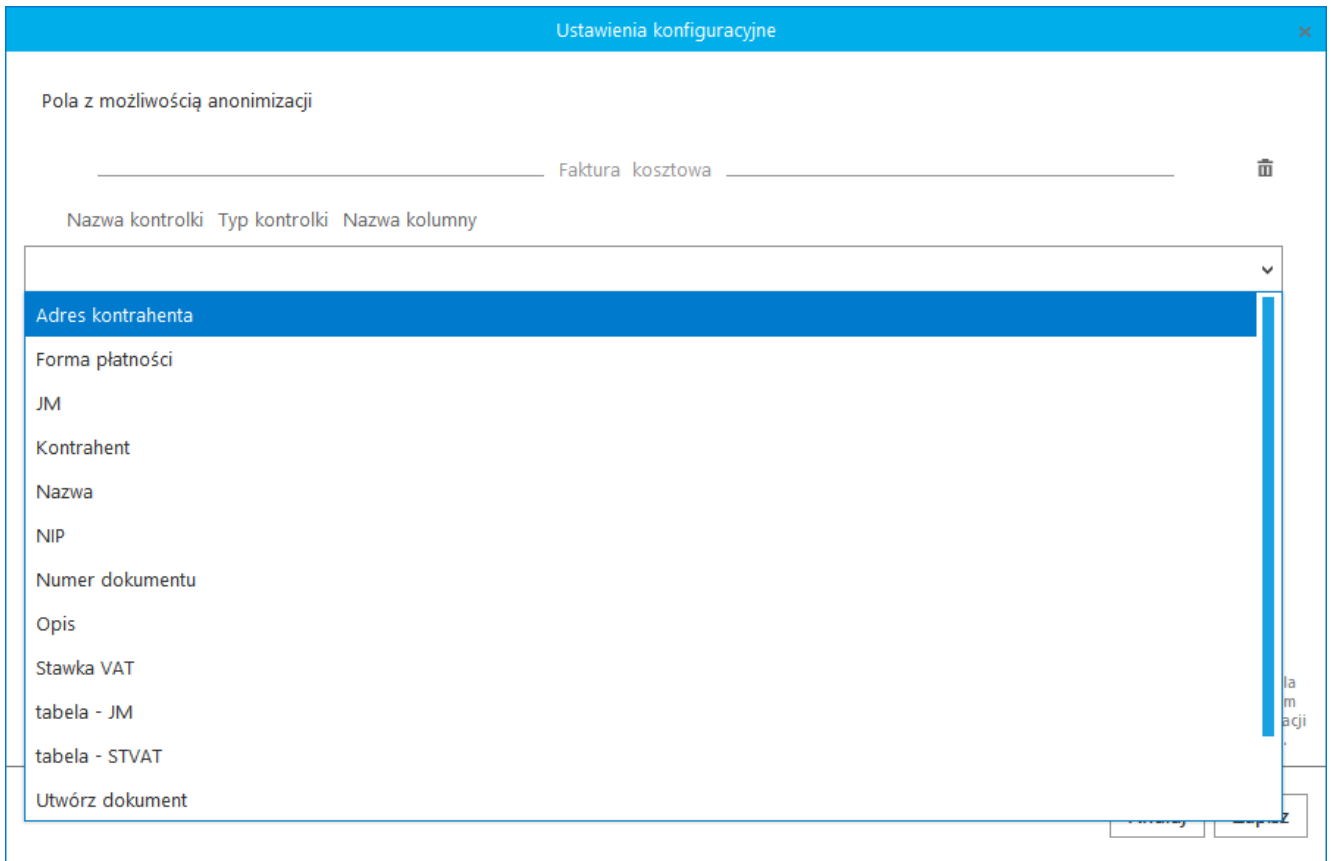 Ustawienia konfiguracyjne
Pola z możliwością anonimizacji
Faktura kosztowa
Nazwa kontrolki Typ kontrolki Nazwa kolumny
Adres kontrahenta
Forma płatności
JM
Kontrahent
Nazwa
NIP
Numer dokumentu
Opis
Stawka VAT
tabela - JM
tabela - STVAT
Utwórz dokument